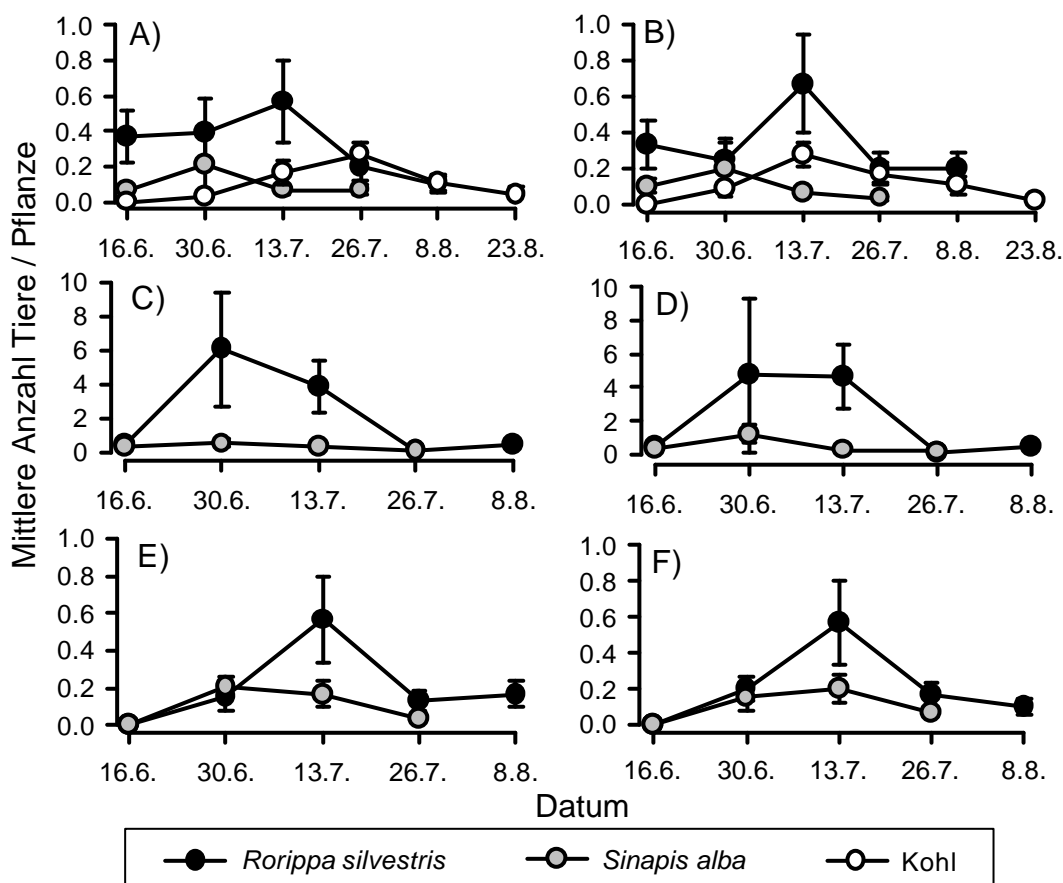 Mittlere Anzahl Tiere / Pflanze
A)
1.0
0.8
0.6
0.4
0.2
0.0
16.6. 30.6. 13.7. 26.7. 8.8. 23.8.
B)
1.0
0.8
0.6
0.4
0.2
0.0
16.6. 30.6. 13.7. 26.7. 8.8. 23.8.
C)
10
8
6
4
2
0
16.6. 30.6. 13.7. 26.7. 8.8.
D)
10
8
6
4
2
0
16.6. 30.6. 13.7. 26.7. 8.8.
E)
1.0
0.8
0.6
0.4
0.2
0.0
16.6. 30.6. 13.7. 26.7. 8.8.
F)
1.0
0.8
0.6
0.4
0.2
0.0
16.6. 30.6. 13.7. 26.7. 8.8.
Datum
Rorippa silvestris Sinapis alba Kohl